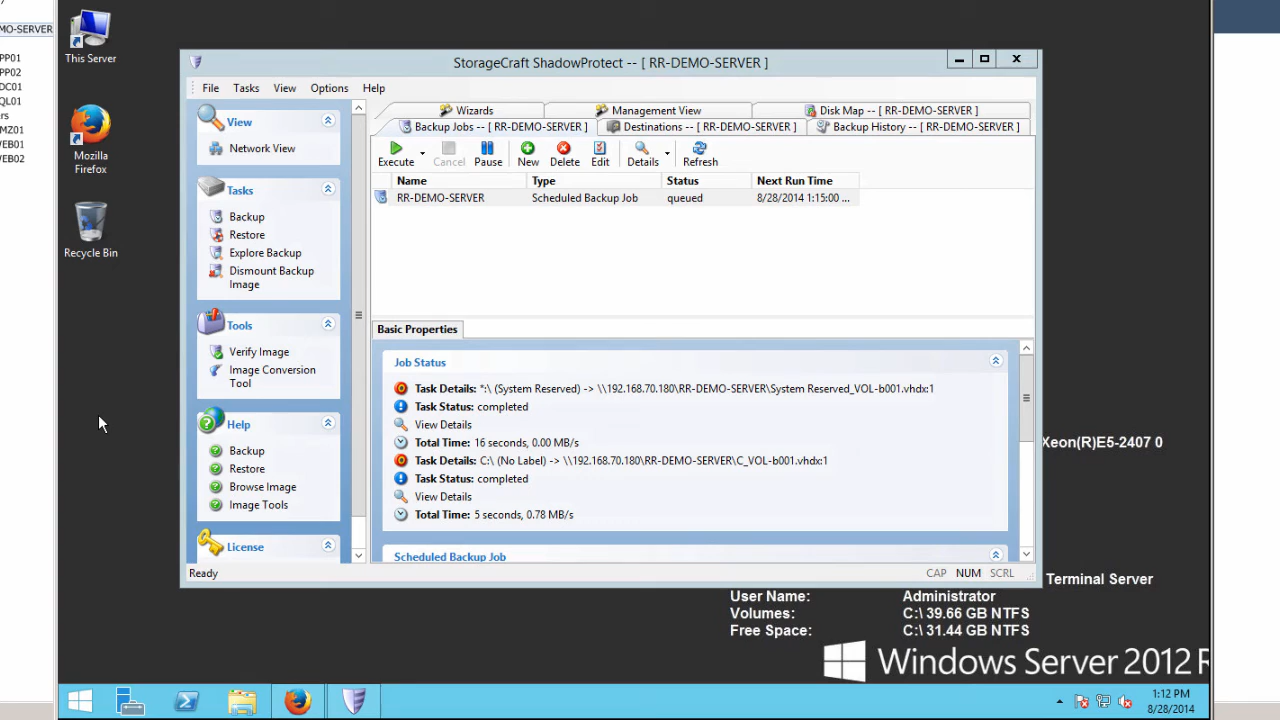 MO-SERVER
PP01
PP02
DC01
QL01
ers
MZ01
WEB01
WEB02
This Server
Mozilla
Firefox
Recycle Bin
StorageCraft ShadowProtect -- [ RR-DEMO-SERVER ]
File Tasks View Options Help
View
Network View
Tasks
Backup
Restore
Explore Backup
Dismount Backup
Image
Tools
Verify Image
Image Conversion
Tool
Help
Backup
Restore
Browse Image
Image Tools
License
Wizards Management View Disk Map -- [ RR-DEMO-SERVER ]
Backup Jobs -- [ RR-DEMO-SERVER ] Destinations -- [ RR-DEMO-SERVER ] Backup History -- [ RR-DEMO-SERVER ]
Execute Cancel Pause New Delete Edit Details Refresh
Name Type Status Next Run Time
RR-DEMO-SERVER Scheduled Backup Job queued 8/28/2014 1:15:00 ...
Basic Properties
Job Status
Task Details: *:\ (System Reserved) -> \\192.168.70.180\RR-DEMO-SERVER\System Reserved_VOL-b001.vhdx:1
Task Status: completed
View Details
Total Time: 16 seconds, 0.00 MB/s
Task Details: C:\ (No Label) -> \\192.168.70.180\RR-DEMO-SERVER\C_VOL-b001.vhdx:1
Task Status: completed
View Details
Total Time: 5 seconds, 0.78 MB/s
Scheduled Backup Job
Ready CAP NUM SCRL
Xeon(R)E5-2407 0
Terminal Server
User Name: Administrator
Volumes: C:\ 39.66 GB NTFS
Free Space: C:\ 31.44 GB NTFS
Windows Server 2012 R
1:12 PM
8/28/2014